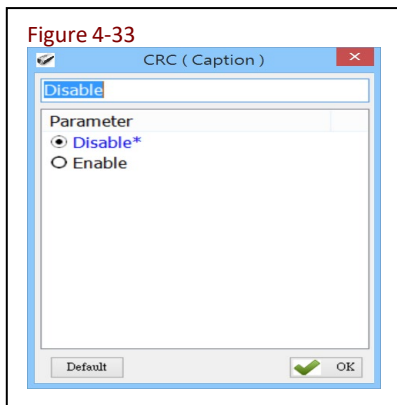 Figure 4-33
CRC ( Caption )
Disable
Parameter
Disable*
Enable
Default
OK